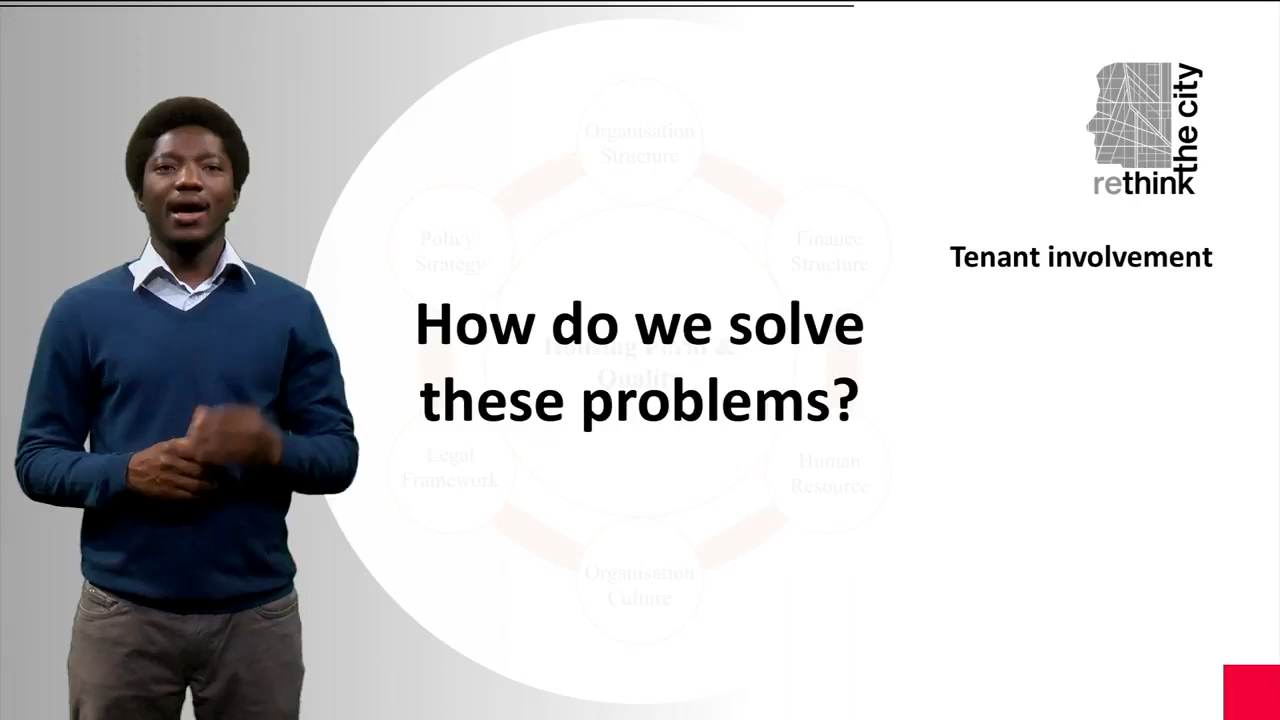 rethink
the city
Tenant involvement
How do we solve
these problems?
Organisation
Structure
Policy/
Strategy
Finance
Structure
Quality
Legal
Framework
Human
Resource
Organisation
Culture